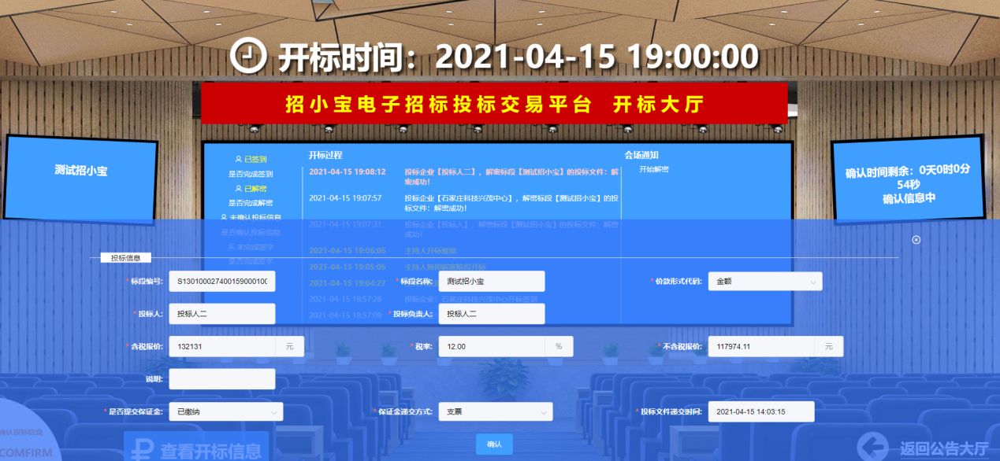 开标时间：2021-04-15 19:00:00
招小宝电子招标投标交易平台 开标大厅
测试招小宝
已签到
是否完成签到
已解密
是否完成解密
未确认投标信息
是否确认投标信息
未完成签字
是否完成签字
开标过程
2021-04-15 19:08:12 投标企业【投标人二】，解密标段【测试招小宝】的投标文件：解
密成功！
2021-04-15 19:07:57 投标企业【石家庄科技兴茂中心】，解密标段【测试招小宝】的投
标文件：解密成功！
2021-04-15 19:07:31 投标企业【投标人】，解密标段【测试招小宝】的投标文件：解密
成功！
2021-04-15 19:06:06 主持人开标继续
2021-04-15 19:05:06
2021-04-15 19:04:27
2021-04-15 18:57:28 投标企业：石家庄科技兴茂中心开标签到
2021-04-15 18:57:09
会场通知
开始解密
确认时间剩余：0天0时0分
54秒
确认信息中
投标信息
*标段编号: S130100027400159000100
*标段名称: 测试招小宝
*价款形式代码: 金额
*投标人: 投标人二
*投标负责人: 投标人二
*含税报价: 132131 元
*税率: 12.00 %
*不含税报价: 117974.11 元
说明:
*是否提交保证金: 已缴纳
*保证金递交方式: 支票
*投标文件递交时间: 2021-04-15 14:03:15
确认
确认投标信息
COMFIRM
查看开标信息
返回公告大厅